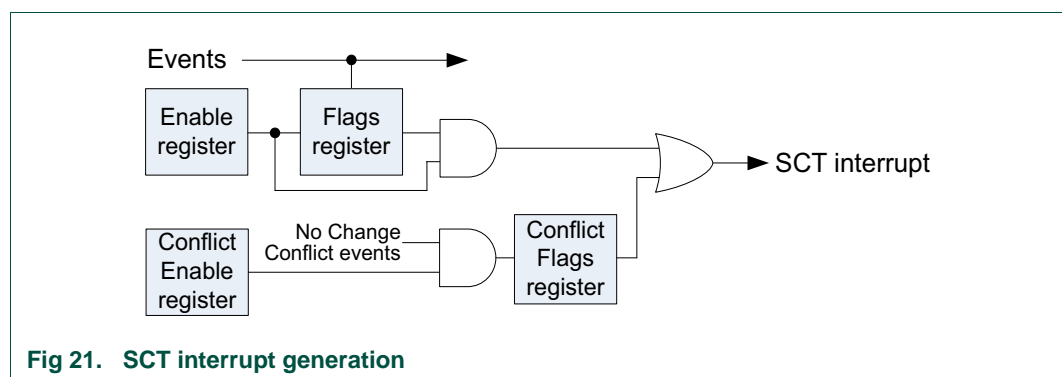 Events
Enable
register
Flags
register
SCT interrupt
No Change
Conflict events
Conflict
Enable
register
Conflict
Flags
register
Fig 21. SCT interrupt generation